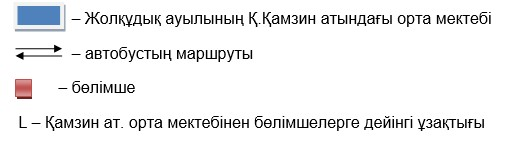 – Жолқұдық ауылының Қ.Қамзин атындағы орта мектебі
– автобустың маршруты
– бөлімше
L – Қамзин ат. орта мектебінен бөлімшелерге дейінгі ұзақтығы